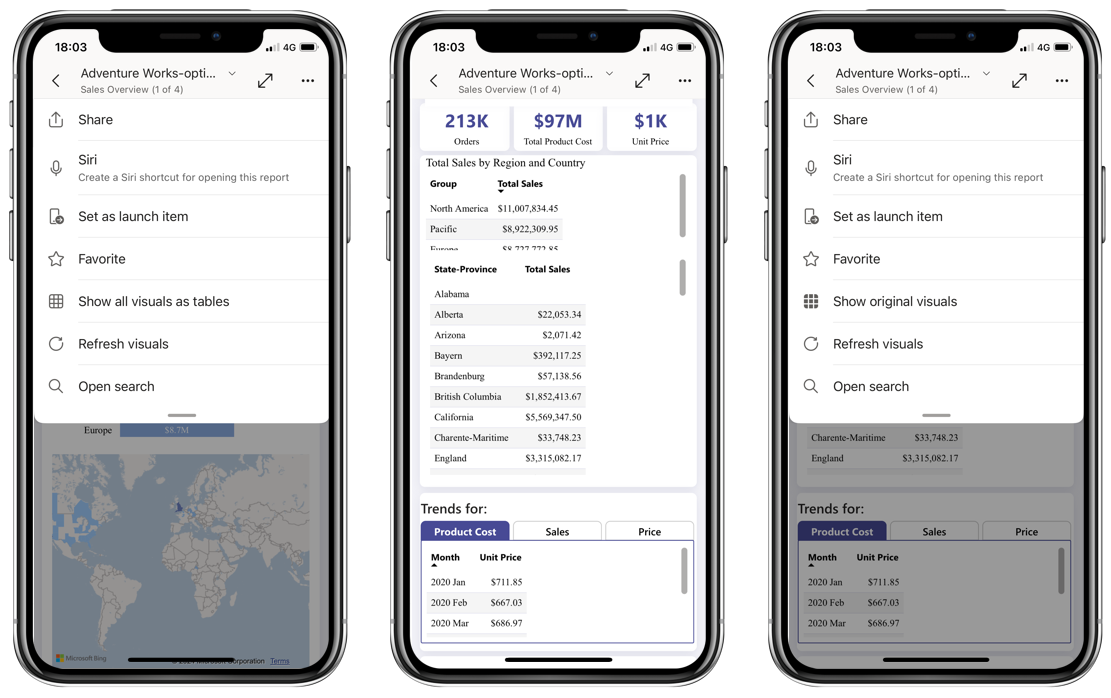 18:03
4G
Adventure Works-opti...
Sales Overview (1 of 4)
Share
Siri
Create a Siri shortcut for opening this report
Set as launch item
Favorite
Show all visuals as tables
Refresh visuals
Open search
Europe $8.7M
Microsoft Bing
Corporation Terms
18:03
4G
Adventure Works-opti...
Sales Overview (1 of 4)
213K $97M $1K
Orders Total Product Cost Unit Price
Total Sales by Region and Country
Group Total Sales
North America $11,007,834.45
Pacific $8,922,309.95
Europe $8,727,772.85
State-Province Total Sales
Alabama
Alberta $22,053.34
Arizona $2,071.42
Bayern $392,117.25
Brandenburg $57,138.56
British Columbia $1,852,413.67
California $5,569,347.50
Charente-Maritime $33,748.23
England $3,315,082.17
Trends for:
Product Cost Sales Price
Month Unit Price
2020 Jan $711.85
2020 Feb $667.03
2020 Mar $686.97
18:03
4G
Adventure Works-opti...
Sales Overview (1 of 4)
Share
Siri
Create a Siri shortcut for opening this report
Set as launch item
Favorite
Show original visuals
Refresh visuals
Open search
Charente-Maritime $33,748.23
England $3,315,082.17
Trends for:
Product Cost Sales Price
Month Unit Price
2020 Jan $711.85
2020 Feb $667.03
2020 Mar $686.97